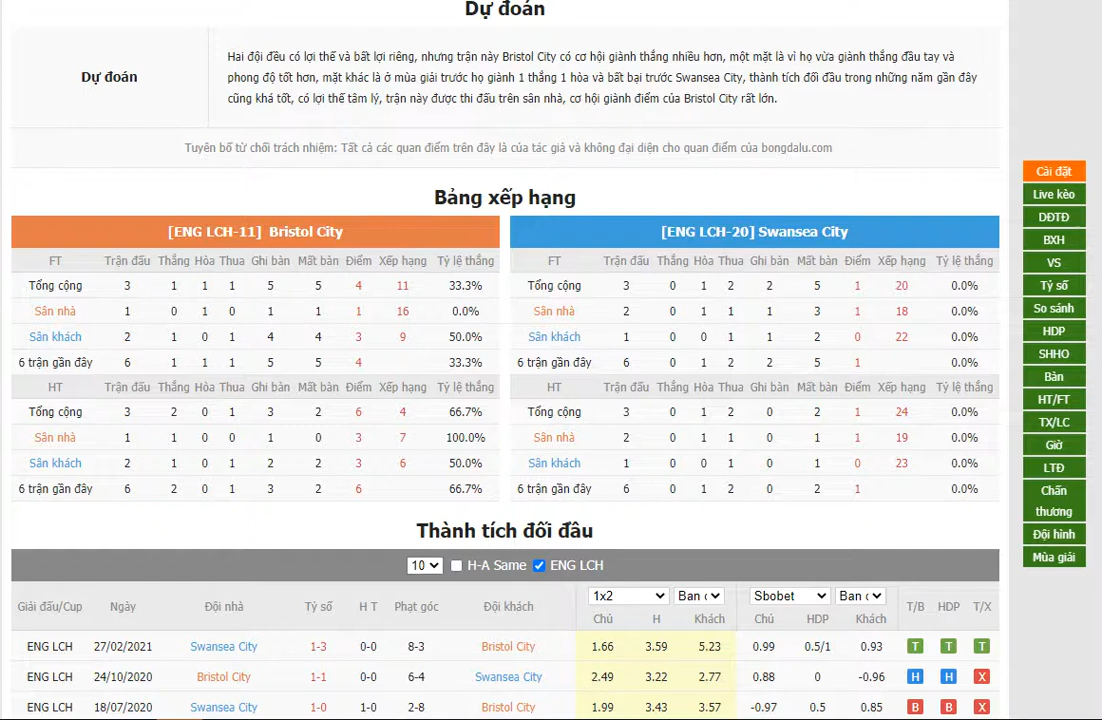 Dự đoán
Dự đoán
Hai đội đều có lợi thế và bất lợi riêng, nhưng trận này Bristol City có cơ hội giành thắng nhiều hơn, một mặt là vì họ vừa giành thắng đầu tay và
phong độ tốt hơn, mặt khác là ở mùa giải trước họ giành 1 thắng 1 hòa và bất bại trước Swansea City, thành tích đối đầu trong những năm gần đây
cũng khá tốt, có lợi thế tâm lý, trận này được thi đấu trên sân nhà, cơ hội giành điểm của Bristol City rất lớn.
Tuyên bố từ chối trách nhiệm: Tất cả các quan điểm trên đây là của tác giả và không đại diện cho quan điểm của bongdalu.com
Bảng xếp hạng
[ENG LCH-11] Bristol City
FT Trận đấu Thắng Hòa Thua Ghi bàn Mất bàn Điểm Xếp hạng Tỷ lệ thắng
Tổng cộng 3 1 1 1 5 5 4 11 33.3%
Sân nhà 1 0 1 0 1 1 1 16 0.0%
Sân khách 2 1 0 1 4 4 3 9 50.0%
6 trận gần đây 6 1 1 1 5 5 4 33.3%
HT Trận đấu Thắng Hòa Thua Ghi bàn Mất bàn Điểm Xếp hạng Tỷ lệ thắng
Tổng cộng 3 2 0 1 3 2 6 4 66.7%
Sân nhà 1 1 0 0 1 0 3 7 100.0%
Sân khách 2 1 0 1 2 2 3 6 50.0%
6 trận gần đây 6 2 0 1 3 2 6 66.7%
[ENG LCH-20] Swansea City
FT Trận đấu Thắng Hòa Thua Ghi bàn Mất bàn Điểm Xếp hạng Tỷ lệ thắng
Tổng cộng 3 0 1 2 2 5 1 20 0.0%
Sân nhà 2 0 1 1 1 3 1 18 0.0%
Sân khách 1 0 0 1 1 2 0 22 0.0%
6 trận gần đây 6 0 1 2 2 5 1 0.0%
HT Trận đấu Thắng Hòa Thua Ghi bàn Mất bàn Điểm Xếp hạng Tỷ lệ thắng
Tổng cộng 3 0 1 2 0 2 1 24 0.0%
Sân nhà 2 0 1 1 0 1 1 19 0.0%
Sân khách 1 0 0 1 0 1 0 23 0.0%
6 trận gần đây 6 0 1 2 0 2 1 0.0%
Thành tích đối đầu
10 H-A Same ENG LCH
Giải đấu/Cup Ngày Đội nhà Tỷ số H T Phạt góc Đội khách 1x2 Ban Sbobet Ban T/B HDP T/X
Chủ H Khách Chủ HDP Khách
ENG LCH 27/02/2021 Swansea City 1-3 0-0 8-3 Bristol City 1.66 3.59 5.23 0.99 0.5/1 0.93 T T T
ENG LCH 24/10/2020 Bristol City 1-1 0-0 6-4 Swansea City 2.49 3.22 2.77 0.88 0 -0.96 H H X
ENG LCH 18/07/2020 Swansea City 1-0 1-0 2-8 Bristol City 1.99 3.43 3.57 -0.97 0.5 0.85 B B X
Cài đặt
Live kèo
DĐTĐ
BXH
VS
Tỷ số
So sánh
HDP
SHHO
Bàn
HT/FT
TX/LC
Giờ
LTĐ
Chấn
thương
Đội hình
Mùa giải